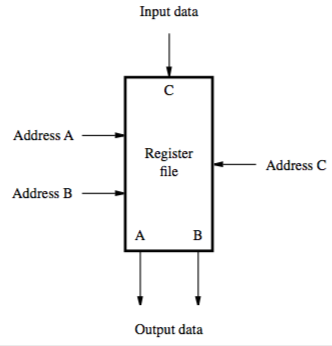 Input data
C
Address A
Register
file
Address C
Address B
A
B
Output data